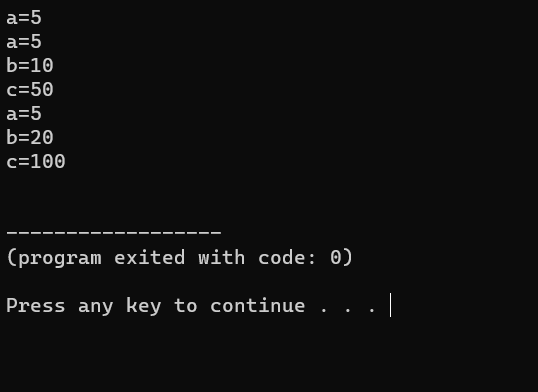 a=5
a=5
b=10
c=50
a=5
b=20
c=100
------------------
(program exited with code: 0)
Press any key to continue . . .